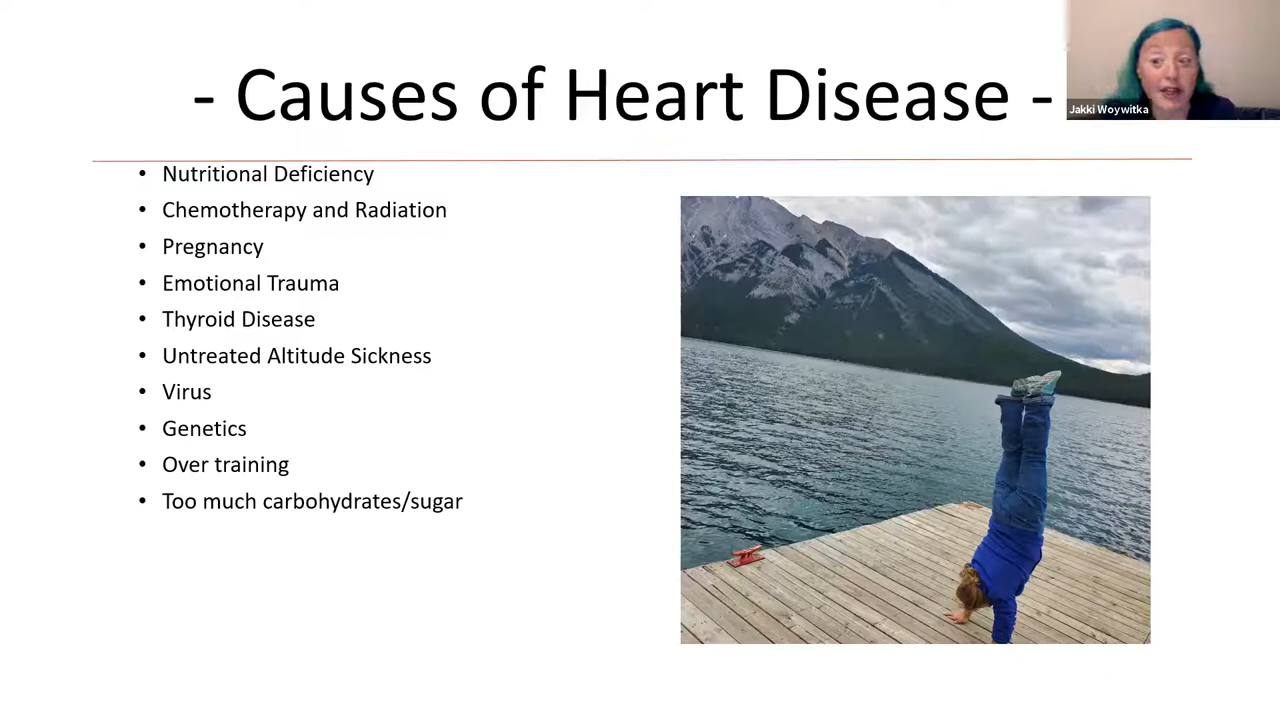 - Causes of Heart Disease -
Jakki Woywitka
• Nutritional Deficiency
• Chemotherapy and Radiation
• Pregnancy
• Emotional Trauma
• Thyroid Disease
• Untreated Altitude Sickness
• Virus
• Genetics
• Over training
• Too much carbohydrates/sugar